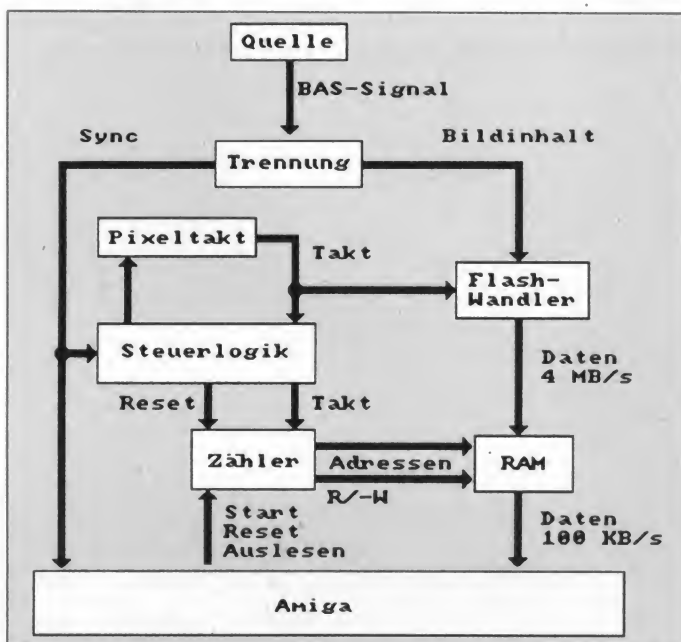 Quelle
BAS-Signal
Sync
Bildinhalt
Trennung
Pixeltakt
Takt
Flash-
Wandler
Steuerlogik
Daten
4 MB/s
Reset
Takt
Zähler
Adressen
RAM
R/-W
Start
Reset
Auslesen
Daten
100 KB/s
Amiga